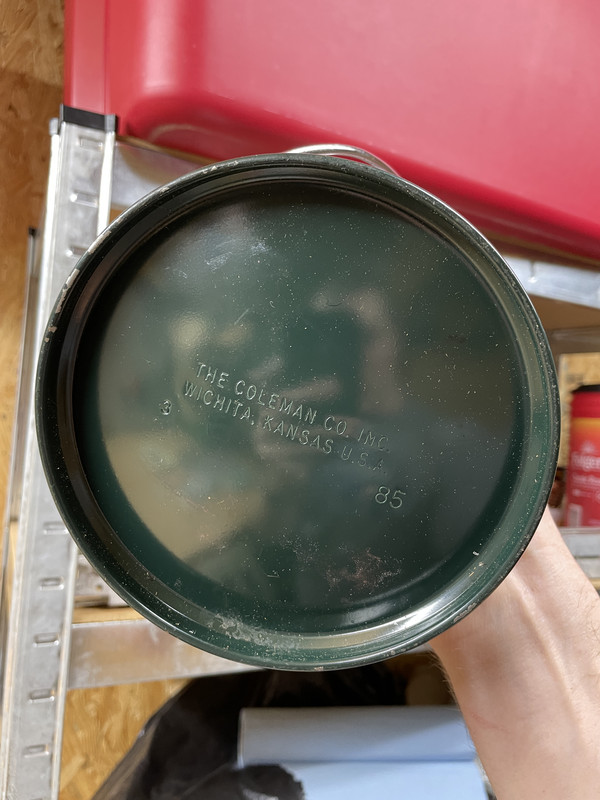 THE COLEMAN CO. INC.
WICHITA, KANSAS U.S.A.
3
85